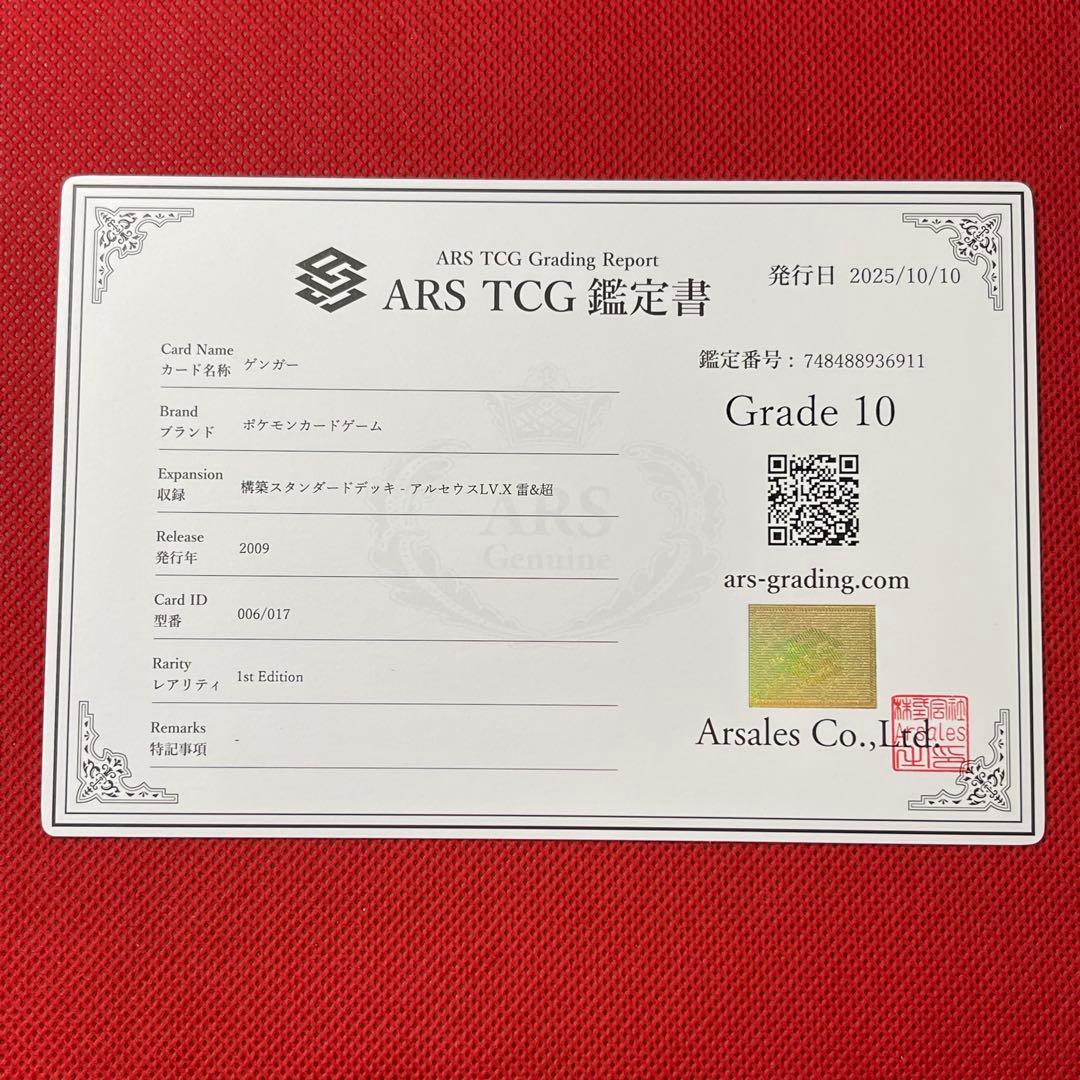 ARS TCG Grading Report
ARS TCG 鑑定書
発行日 2025/10/10
Card Name
カード名称 ゲンガー
Brand
ブランド ポケモンカードゲーム
Expansion
収録 構築スタンダードデッキ - アルセウスLV.X 雷&超
Release
発行年 2009
Card ID
型番 006/017
Rarity
レアリティ 1st Edition
Remarks
特記事項 -
ARS
Genuine
鑑定番号 : 748488936911
Grade 10
ars-grading.com
Arsales Co.,Ltd.
Arsales